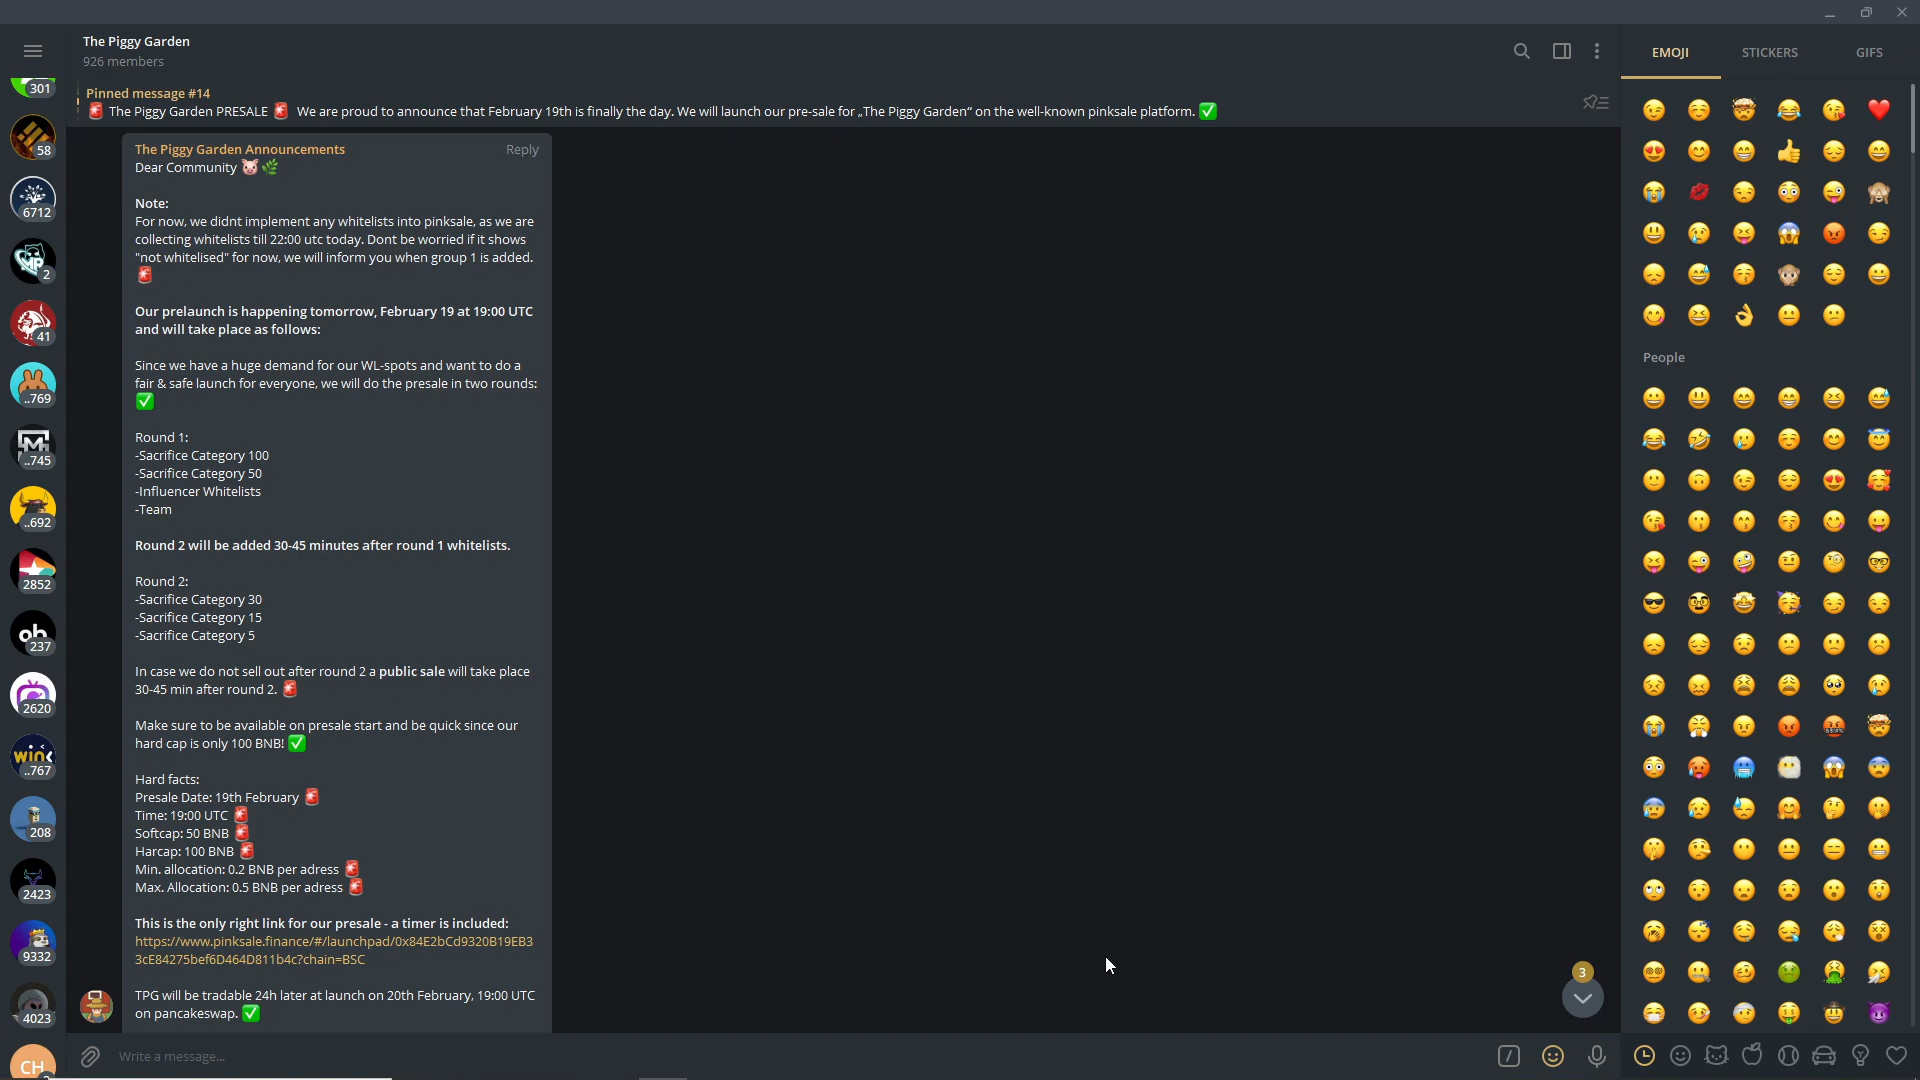 The Piggy Garden
926 members
EMOJI
STICKERS
GIFS
Pinned message #14
🚨 The Piggy Garden PRESALE 🚨 We are proud to announce that February 19th is finally the day. We will launch our pre-sale for „The Piggy Garden“ on the well-known pinksale platform. ✅
301
58
6712
2
41
..769
..745
..692
2852
ob
237
2620
WINk
..767
208
2423
9332
4023
CH
The Piggy Garden Announcements
Reply
Dear Community 🐷🌿
Note:
For now, we didnt implement any whitelists into pinksale, as we are
collecting whitelists till 22:00 utc today. Dont be worried if it shows
"not whitelised" for now, we will inform you when group 1 is added.
🚨
Our prelaunch is happening tomorrow, February 19 at 19:00 UTC
and will take place as follows:
Since we have a huge demand for our WL-spots and want to do a
fair & safe launch for everyone, we will do the presale in two rounds:
✅
Round 1:
-Sacrifice Category 100
-Sacrifice Category 50
-Influencer Whitelists
-Team
Round 2 will be added 30-45 minutes after round 1 whitelists.
Round 2:
-Sacrifice Category 30
-Sacrifice Category 15
-Sacrifice Category 5
In case we do not sell out after round 2 a public sale will take place
30-45 min after round 2. 🚨
Make sure to be available on presale start and be quick since our
hard cap is only 100 BNB! ✅
Hard facts:
Presale Date: 19th February 🚨
Time: 19:00 UTC 🚨
Softcap: 50 BNB 🚨
Harcap: 100 BNB 🚨
Min. allocation: 0.2 BNB per adress 🚨
Max. Allocation: 0.5 BNB per adress 🚨
This is the only right link for our presale - a timer is included:
https://www.pinksale.finance/#/launchpad/0x84E2bCd9320B19EB3
3cE84275bef6D464D811b4c?chain=BSC
TPG will be tradable 24h later at launch on 20th February, 19:00 UTC
on pancakeswap. ✅
3
Write a message...
People